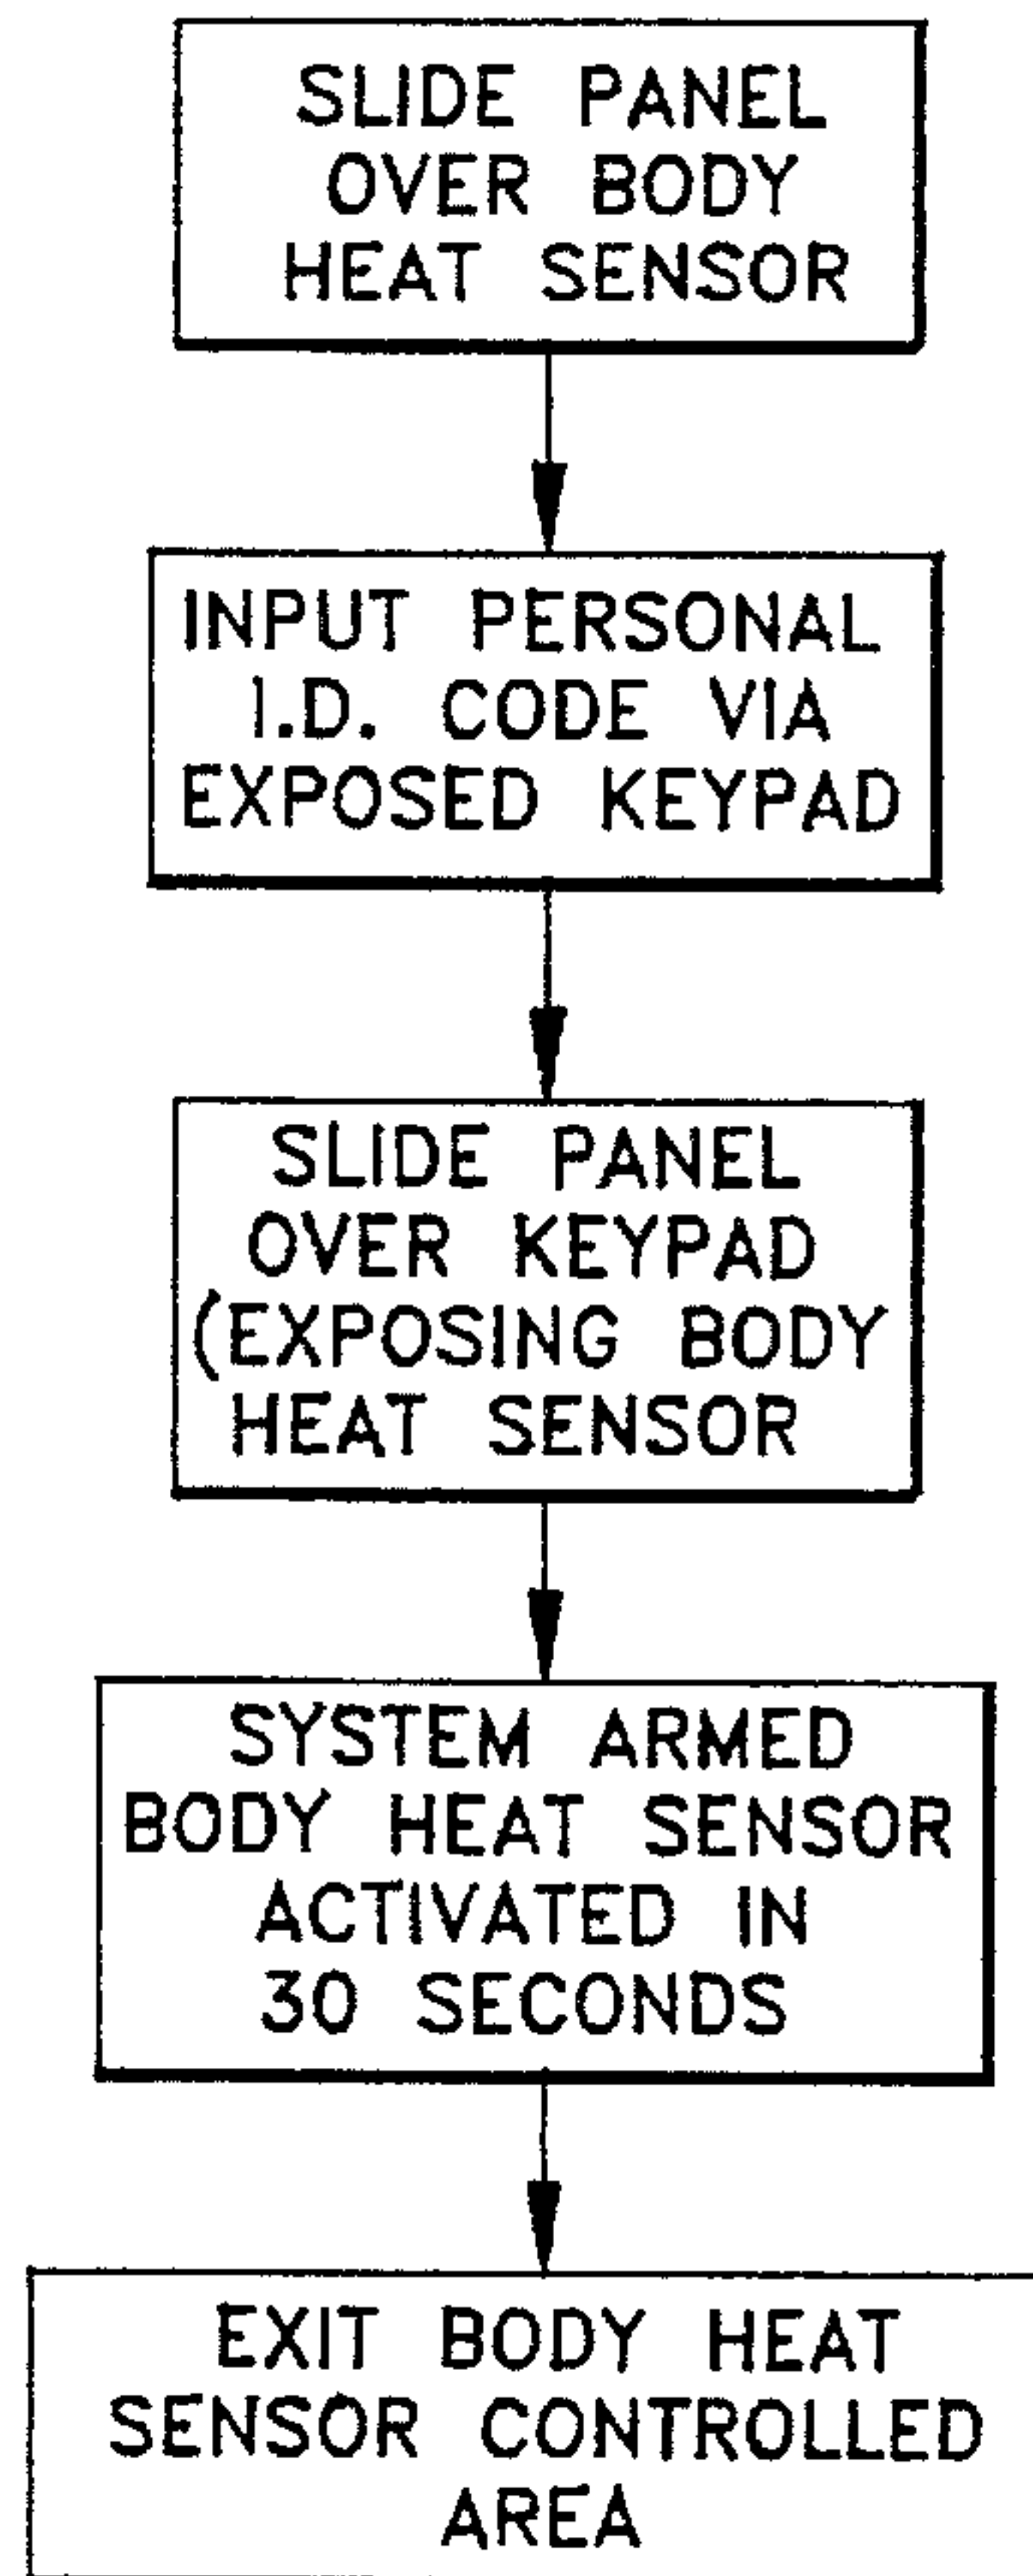 SLIDE PANEL
OVER BODY
HEAT SENSOR
INPUT PERSONAL
I.D. CODE VIA
EXPOSED KEYPAD
SLIDE PANEL
OVER KEYPAD
(EXPOSING BODY
HEAT SENSOR
SYSTEM ARMED
BODY HEAT SENSOR
ACTIVATED IN
30 SECONDS
EXIT BODY HEAT
SENSOR CONTROLLED
AREA